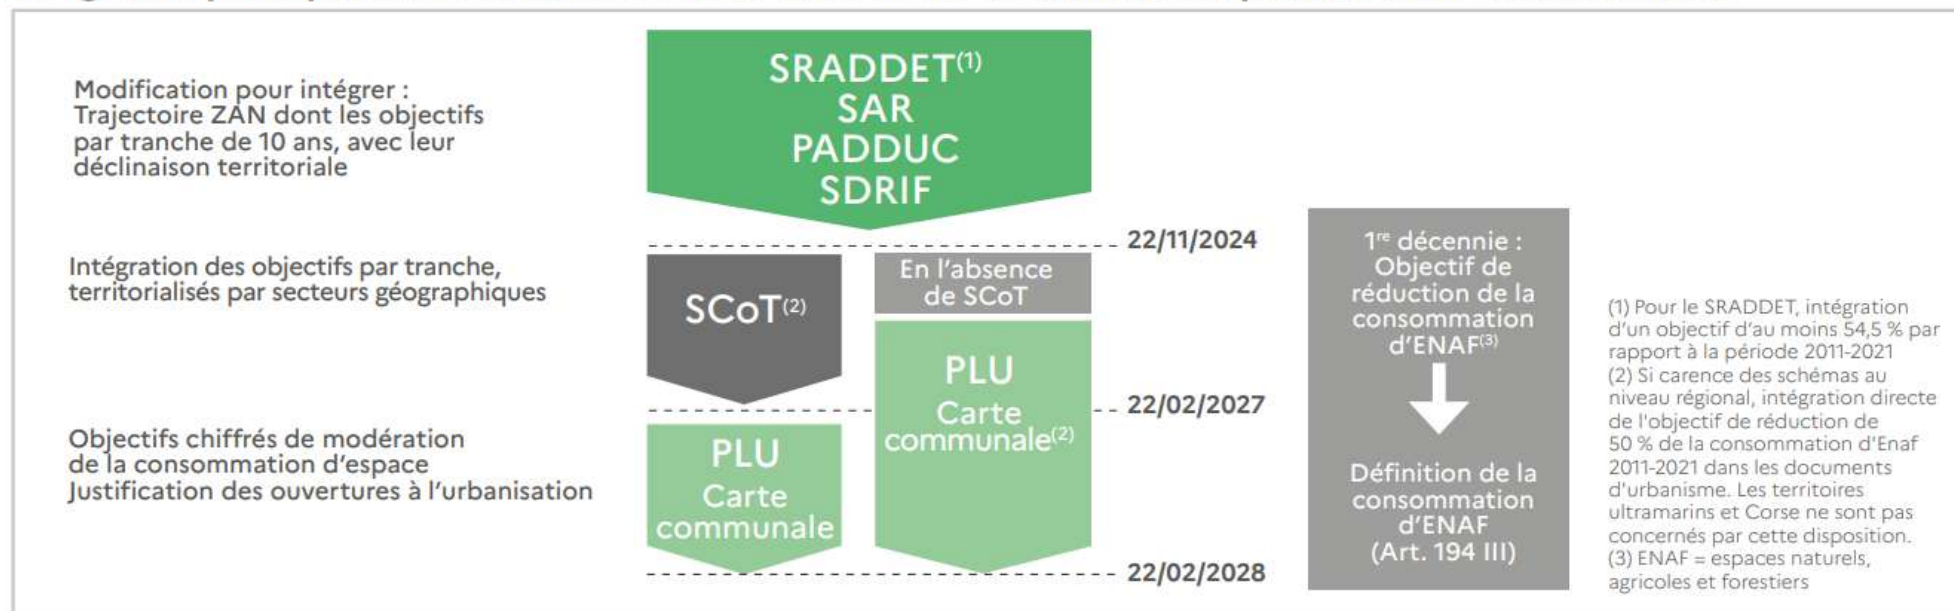 Modification pour intégrer :
Trajectoire ZAN dont les objectifs
par tranche de 10 ans, avec leur
déclinaison territoriale
SRADDET(1)
SAR
PADDUC
SDRIF
22/11/2024
Intégration des objectifs par tranche,
territorialisés par secteurs géographiques
SCoT(2)
En l’absence
de SCoT
PLU
Carte
communale(2)
22/02/2027
Objectifs chiffrés de modération
de la consommation d’espace
Justification des ouvertures à l’urbanisation
PLU
Carte
communale
22/02/2028
1re décennie :
Objectif de
réduction de la
consommation
d’ENAF(3)
Définition de la
consommation
d’ENAF
(Art. 194 III)
(1) Pour le SRADDET, intégration
d’un objectif d’au moins 54,5 % par
rapport à la période 2011-2021
(2) Si carence des schémas au
niveau régional, intégration directe
de l'objectif de réduction de
50 % de la consommation d'Enaf
2011-2021 dans les documents
d'urbanisme. Les territoires
ultramarins et Corse ne sont pas
concernés par cette disposition.
(3) ENAF = espaces naturels,
agricoles et forestiers